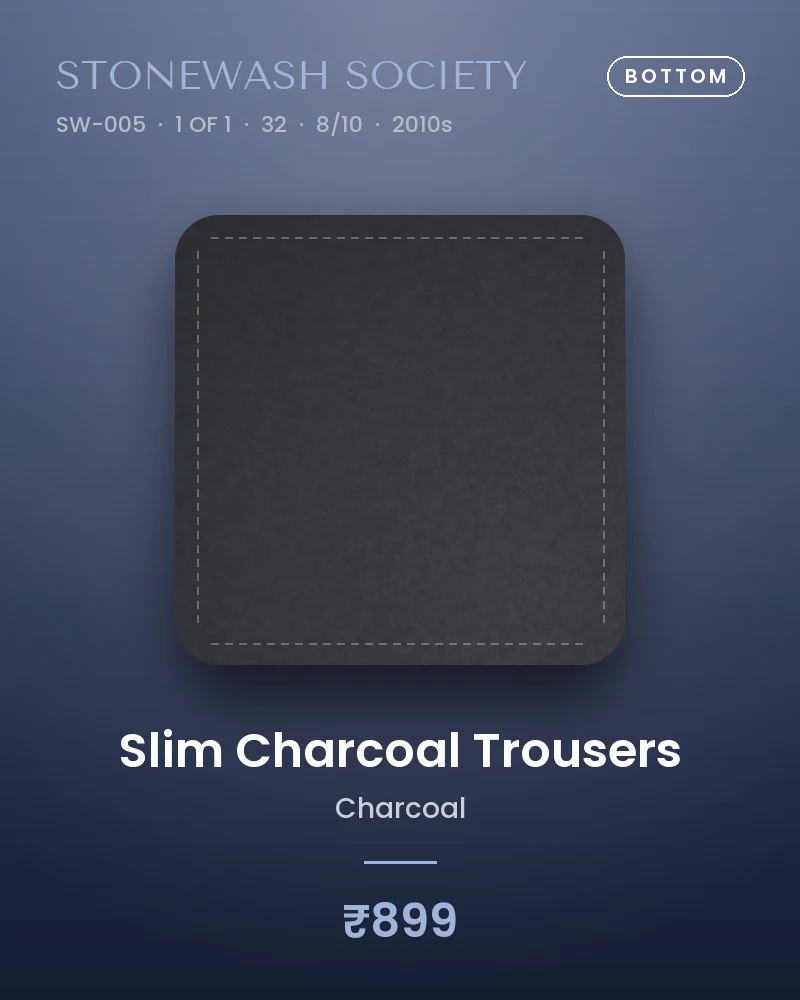 STONEWASH SOCIETY
BOTTOM
SW-005 · 1 OF 1 · 32 · 8/10 · 2010s
Slim Charcoal Trousers
Charcoal
₹899